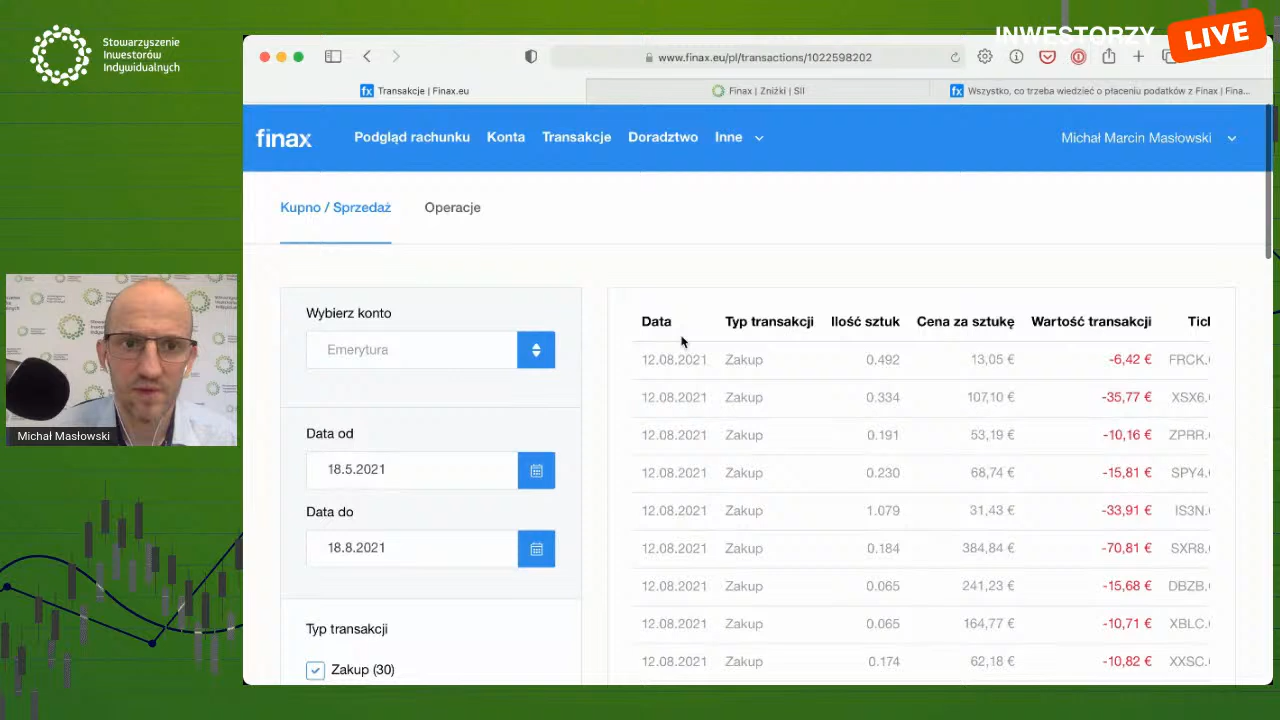 Stowarzyszenie
Inwestorów
Indywidualnych
INWESTORZY LIVE
www.finax.eu/pl/transactions/1022598202
fx Transakcje | Finax.eu
Finax | Zniżki | SII
fx Wszystko, co trzeba wiedzieć o płaceniu podatków z Finax | Fina...
finax Podgląd rachunku Konta Transakcje Doradztwo Inne Michał Marcin Masłowski
Kupno / Sprzedaż Operacje
Wybierz konto
Emerytura
Data od
18.5.2021
Data do
18.8.2021
Typ transakcji
Zakup (30)
Data Typ transakcji Ilość sztuk Cena za sztukę Wartość transakcji Tick
12.08.2021 Zakup 0.492 13,05 € -6,42 € FRCK.
12.08.2021 Zakup 0.334 107,10 € -35,77 € XSX6.
12.08.2021 Zakup 0.191 53,19 € -10,16 € ZPRR.
12.08.2021 Zakup 0.230 68,74 € -15,81 € SPY4.
12.08.2021 Zakup 1.079 31,43 € -33,91 € IS3N.
12.08.2021 Zakup 0.184 384,84 € -70,81 € SXR8.
12.08.2021 Zakup 0.065 241,23 € -15,68 € DBZB.
12.08.2021 Zakup 0.065 164,77 € -10,71 € XBLC.
12.08.2021 Zakup 0.174 62,18 € -10,82 € XXSC.
Michał Masłowski